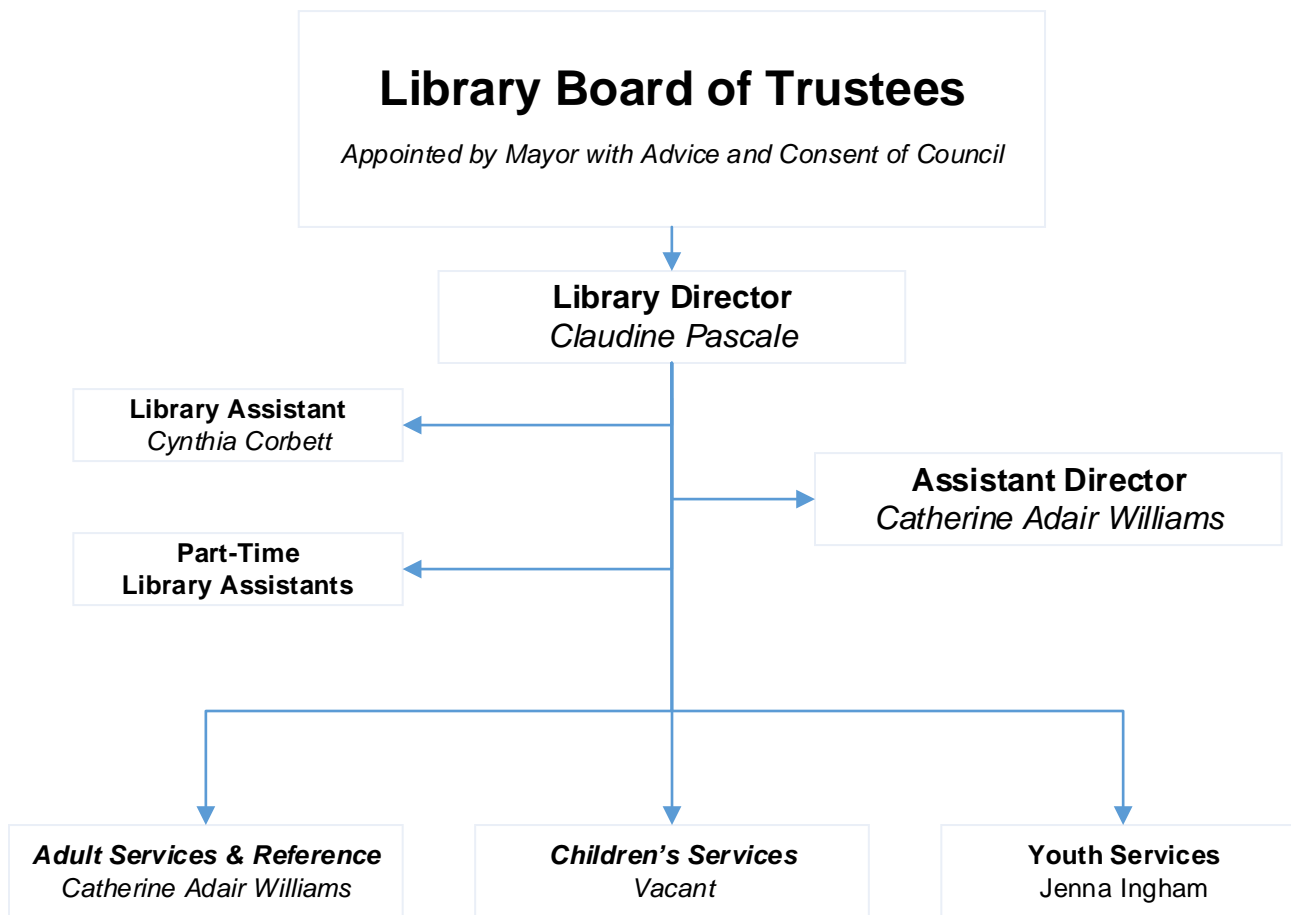 Library Board of Trustees
Appointed by Mayor with Advice and Consent of Council
Library Director
Claudine Pascale
Library Assistant
Cynthia Corbett
Assistant Director
Catherine Adair Williams
Part-Time
Library Assistants
Adult Services & Reference
Catherine Adair Williams
Children’s Services
Vacant
Youth Services
Jenna Ingham